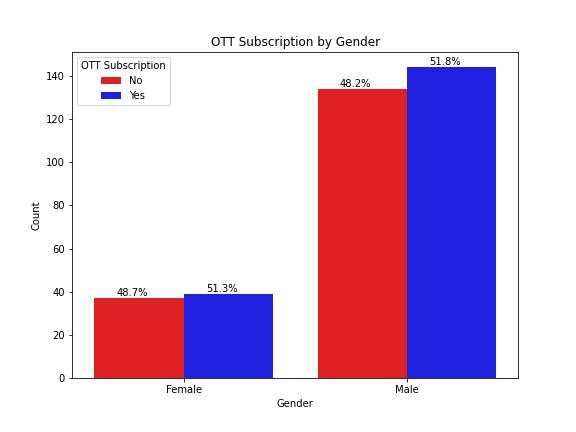 OTT Subscription by Gender
OTT Subscription
No
Yes
140
120
100
80
60
40
20
0
Count
48.7%
51.3%
48.2%
51.8%
Female
Male
Gender